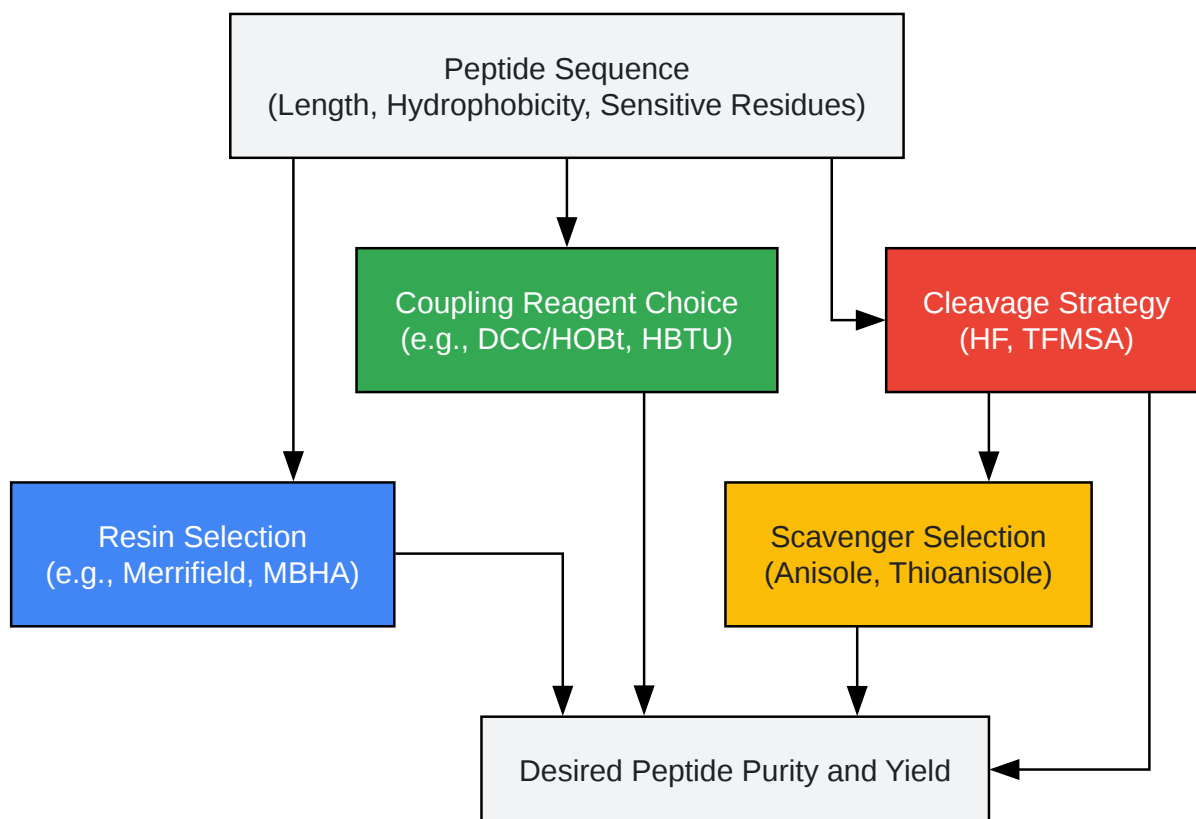 Peptide Sequence
(Length, Hydrophobicity, Sensitive Residues)
Coupling Reagent Choice
(e.g., DCC/HOBt, HBTU)
Cleavage Strategy
(HF, TFMSA)
Resin Selection
(e.g., Merrifield, MBHA)
Scavenger Selection
(Anisole, Thioanisole)
Desired Peptide Purity and Yield